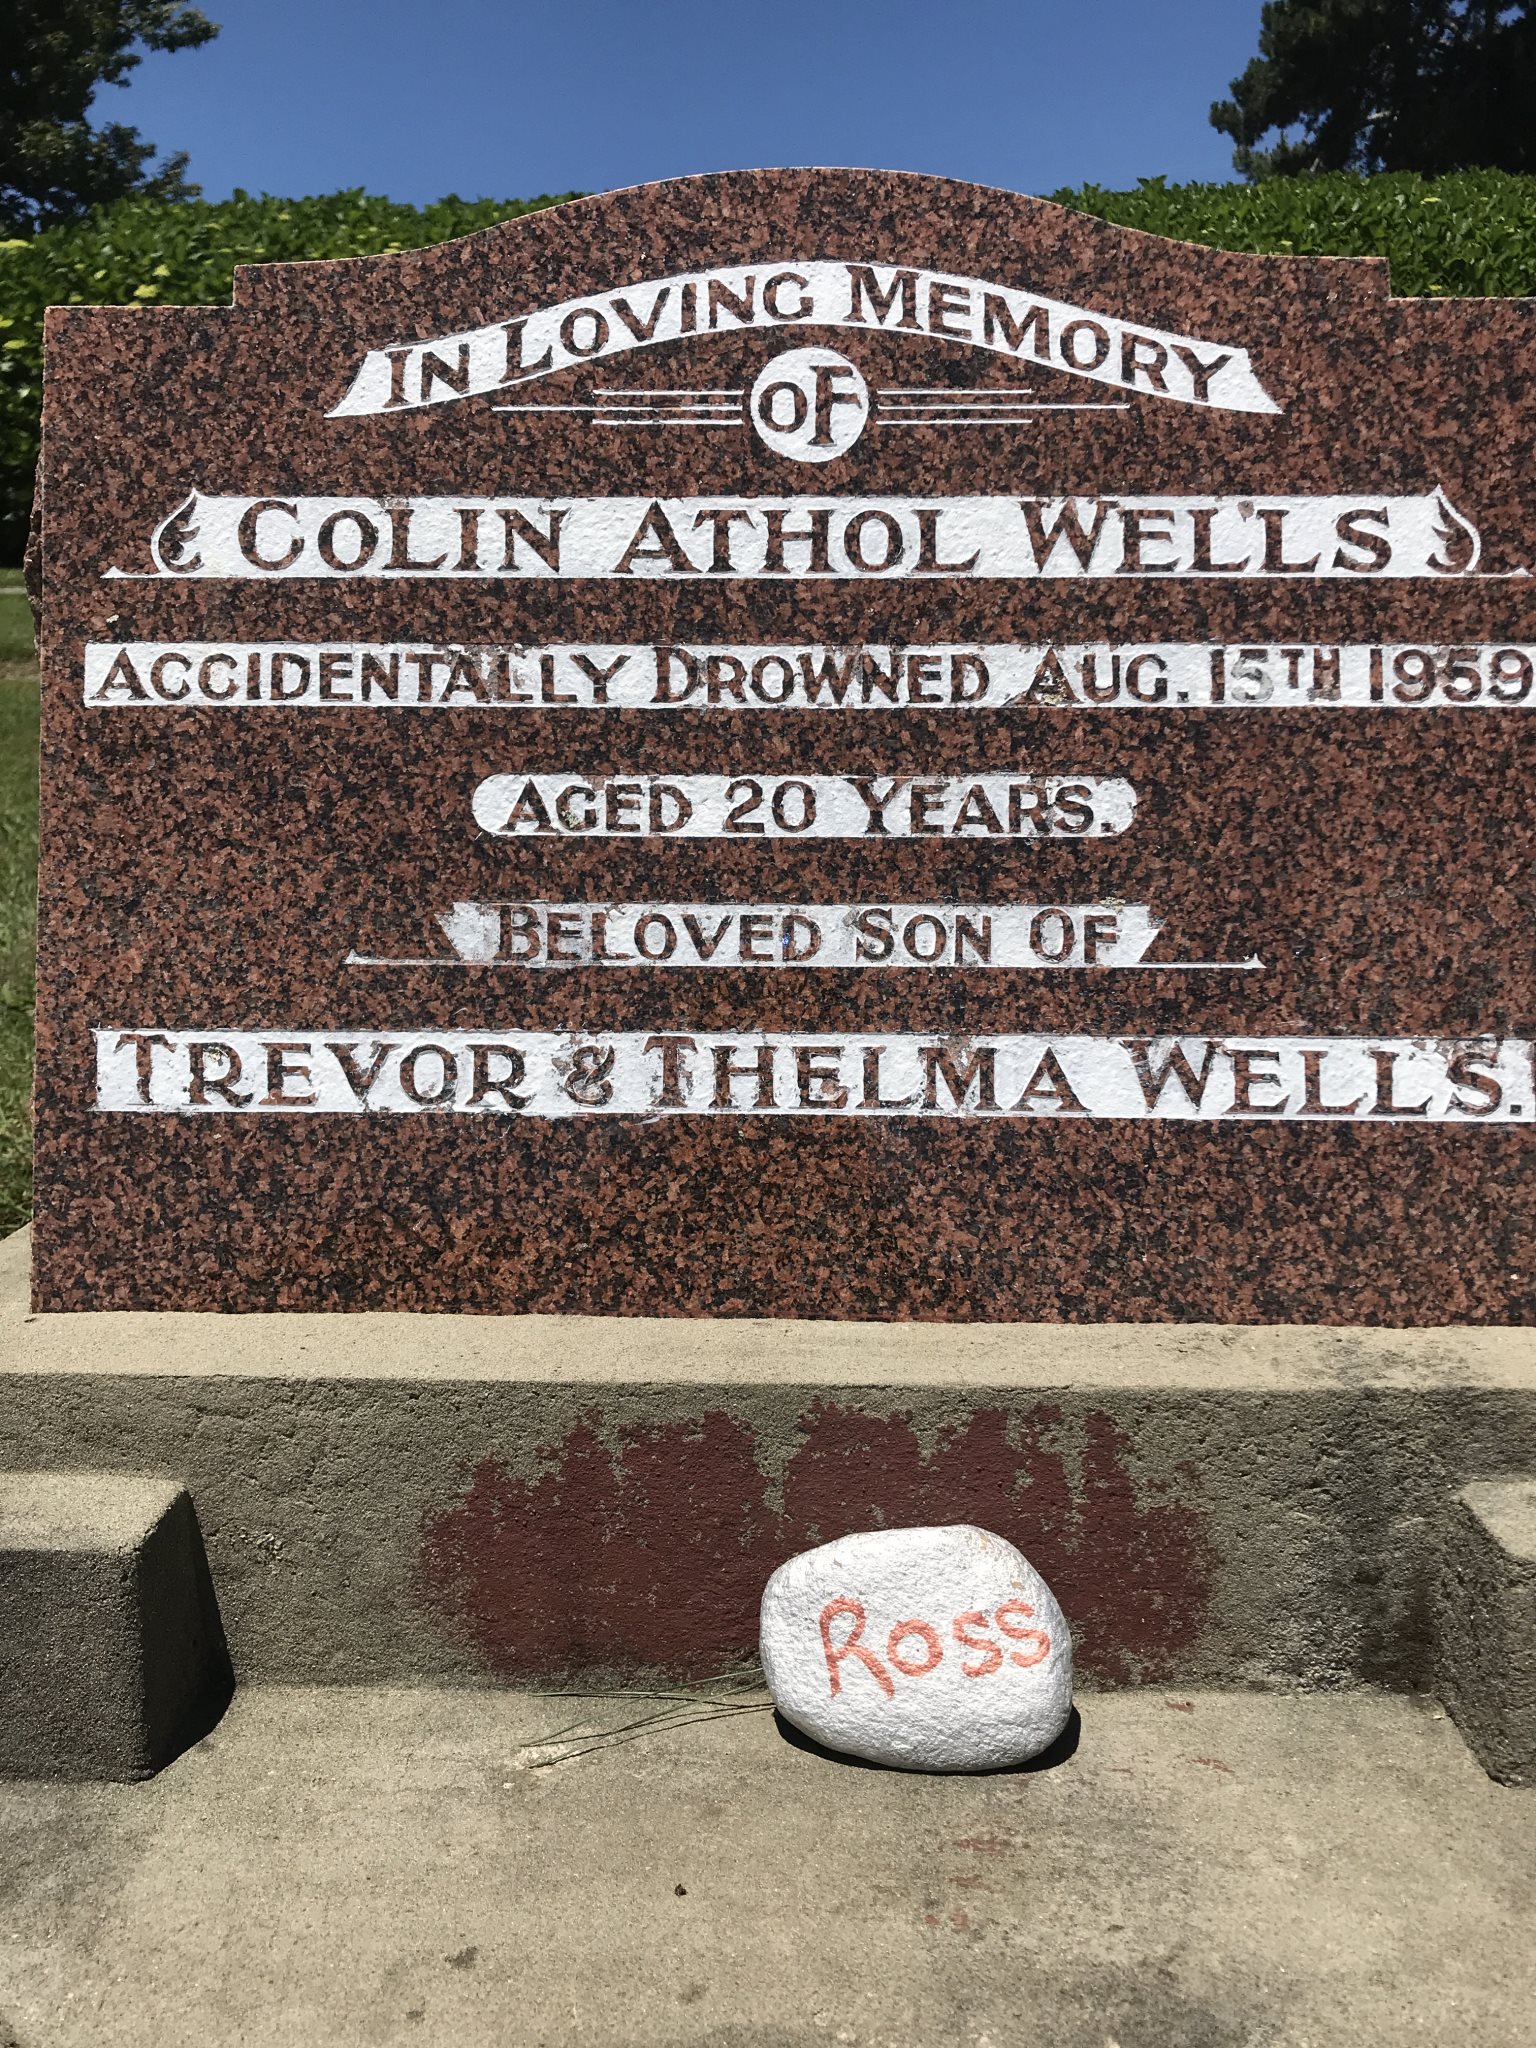 IN LOVING MEMORY
OF
COLIN ATHOL WELLS
ACCIDENTALLY DROWNED AUG. 15TH 1959
AGED 20 YEARS.
BELOVED SON OF
TREVOR & THELMA WELLS.
Ross